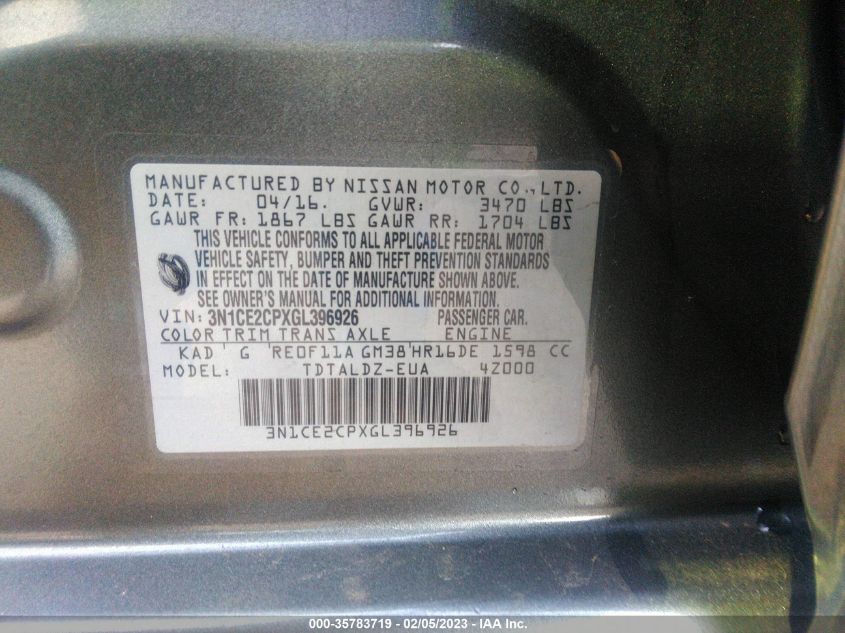 MANUFACTURED BY NISSAN MOTOR CO., LTD.
DATE: 04/16. GVWR: 3470 LBS
GAWR FR: 1867 LBS GAWR RR: 1704 LBS
THIS VEHICLE CONFORMS TO ALL APPLICABLE FEDERAL MOTOR
VEHICLE SAFETY, BUMPER AND THEFT PREVENTION STANDARDS
IN EFFECT ON THE DATE OF MANUFACTURE SHOWN ABOVE.
SEE OWNER'S MANUAL FOR ADDITIONAL INFORMATION.
VIN: 3N1CE2CPXGL396926 PASSENGER CAR.
COLOR TRIM TRANS AXLE ENGINE
KAD ' G 'RE0F11A GM38'HR16DE 1598 CC
MODEL: TDTALDZ-EUA 4Z000
3N1CE2CPXGL396926
000-35783719 - 02/05/2023 - IAA Inc.